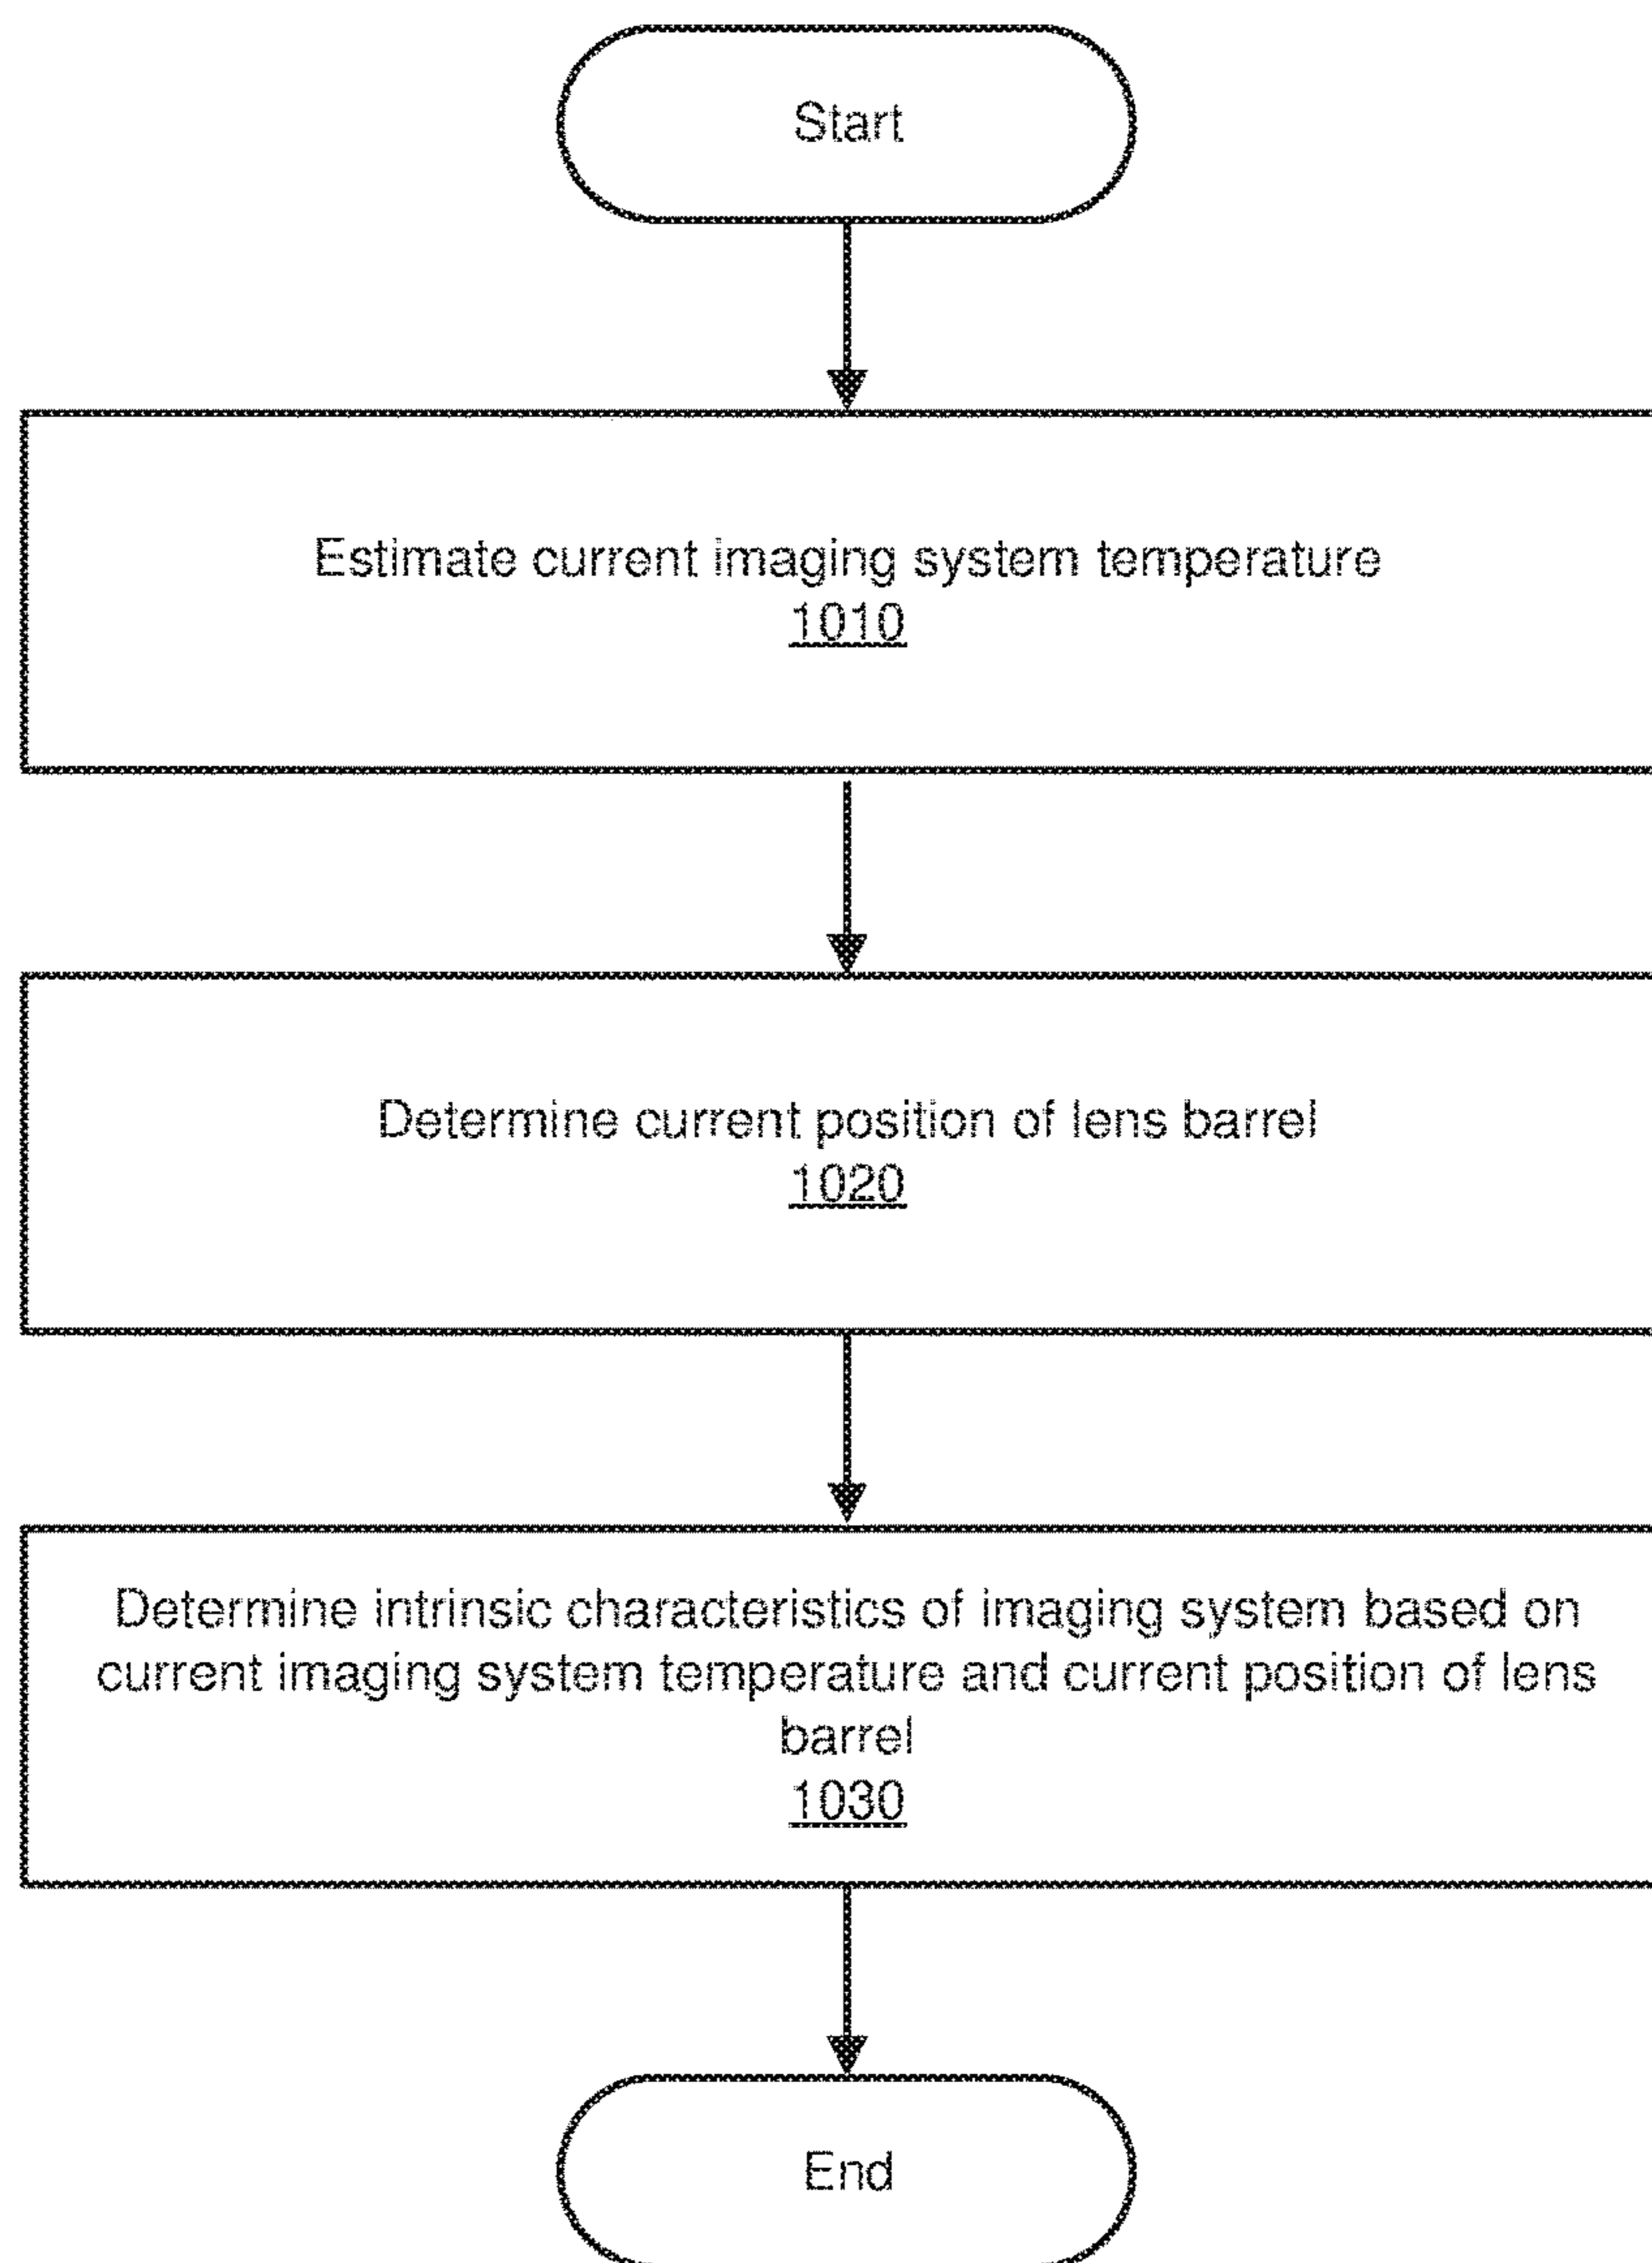 Start
Estimate current imaging system temperature
1010
Determine current position of lens barrel
1020
Determine intrinsic characteristics of imaging system based on
current imaging system temperature and current position of lens
barrel
1030
End